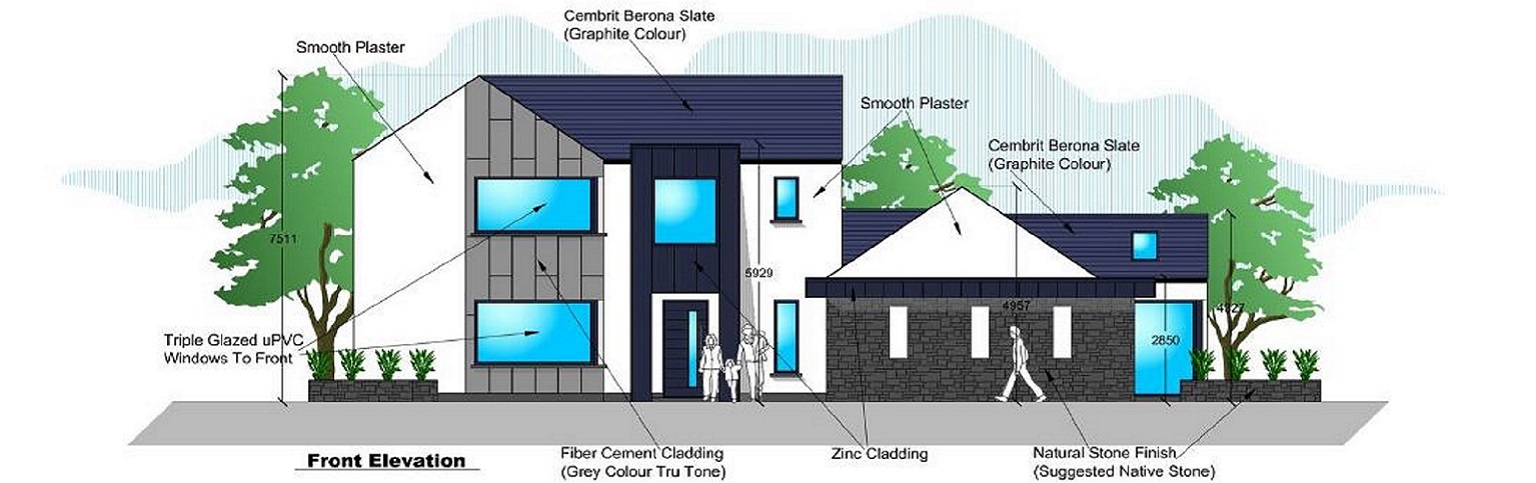 Cembrit Berona Slate
(Graphite Colour)
Smooth Plaster
Smooth Plaster
Cembrit Berona Slate
(Graphite Colour)
7511
5929
4957
4827
2850
Triple Glazed uPVC
Windows To Front
Front Elevation
Fiber Cement Cladding
(Grey Colour Tru Tone)
Zinc Cladding
Natural Stone Finish
(Suggested Native Stone)